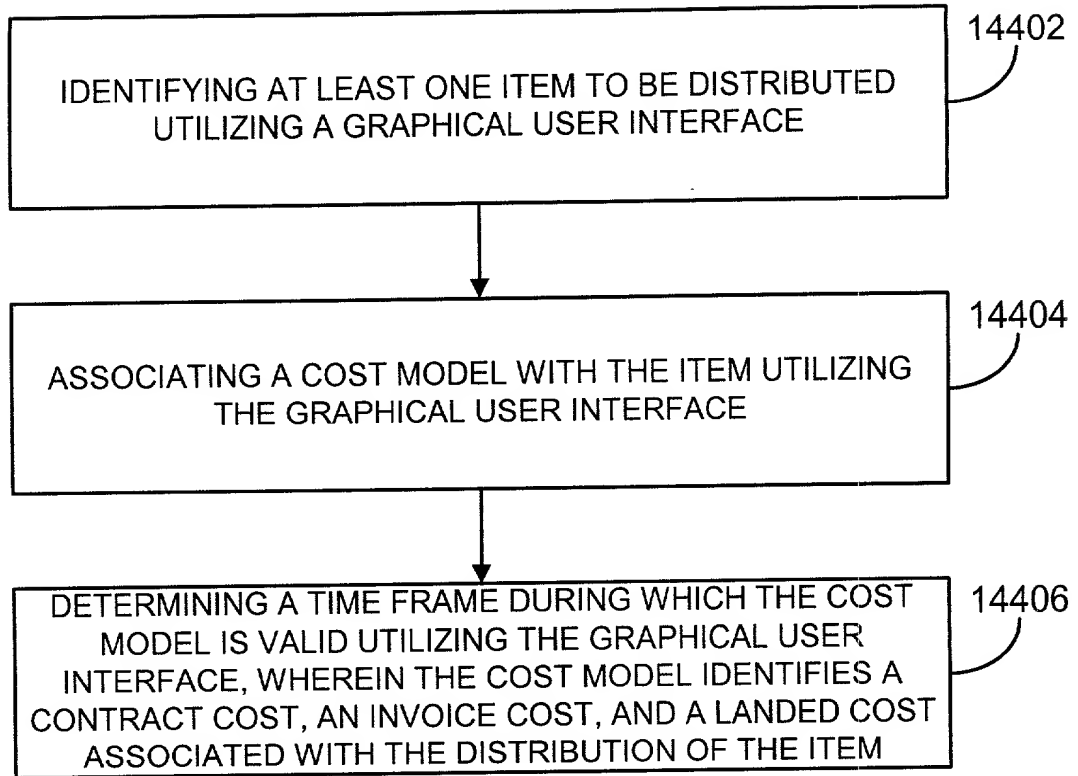 14402
IDENTIFYING AT LEAST ONE ITEM TO BE DISTRIBUTED
UTILIZING A GRAPHICAL USER INTERFACE
14404
ASSOCIATING A COST MODEL WITH THE ITEM UTILIZING
THE GRAPHICAL USER INTERFACE
14406
DETERMINING A TIME FRAME DURING WHICH THE COST
MODEL IS VALID UTILIZING THE GRAPHICAL USER
INTERFACE, WHEREIN THE COST MODEL IDENTIFIES A
CONTRACT COST, AN INVOICE COST, AND A LANDED COST
ASSOCIATED WITH THE DISTRIBUTION OF THE ITEM